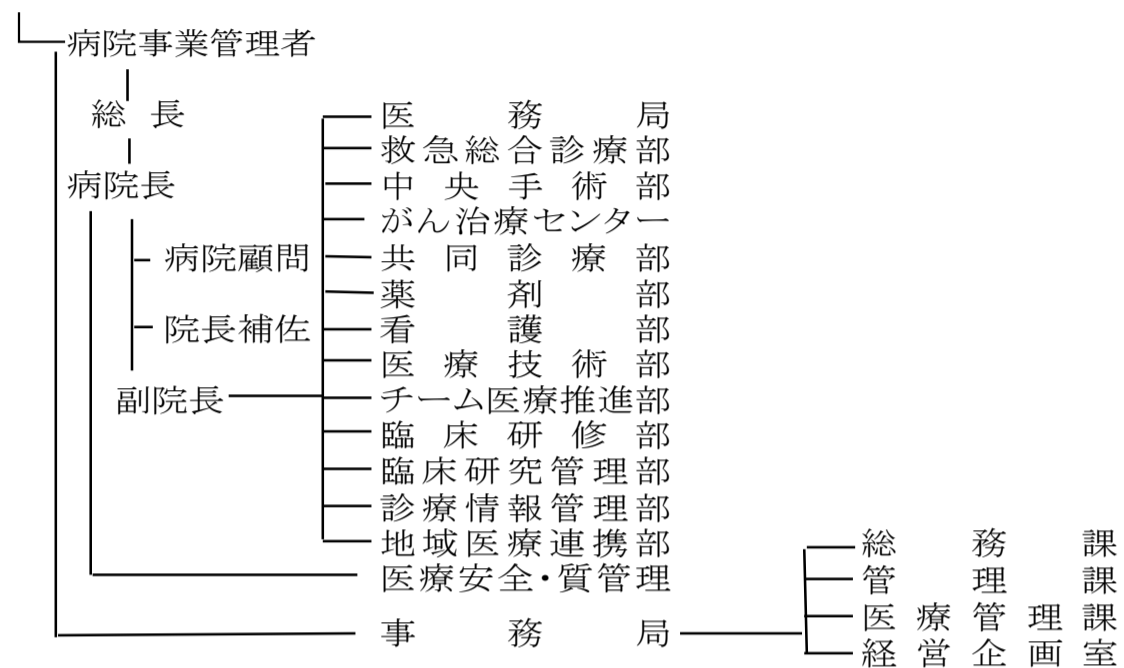 病院事業管理者
総長
病院長
病院顧問
院長補佐
副院長
医務局
救急総合診療部
中央手術部
がん治療センター
共同診療部
薬剤部
看護部
医療技術部
チーム医療推進部
臨床研修部
臨床研究管理部
診療情報管理部
地域医療連携部
医療安全・質管理
事務局
総務課
管理課
医療管理課
経営企画室